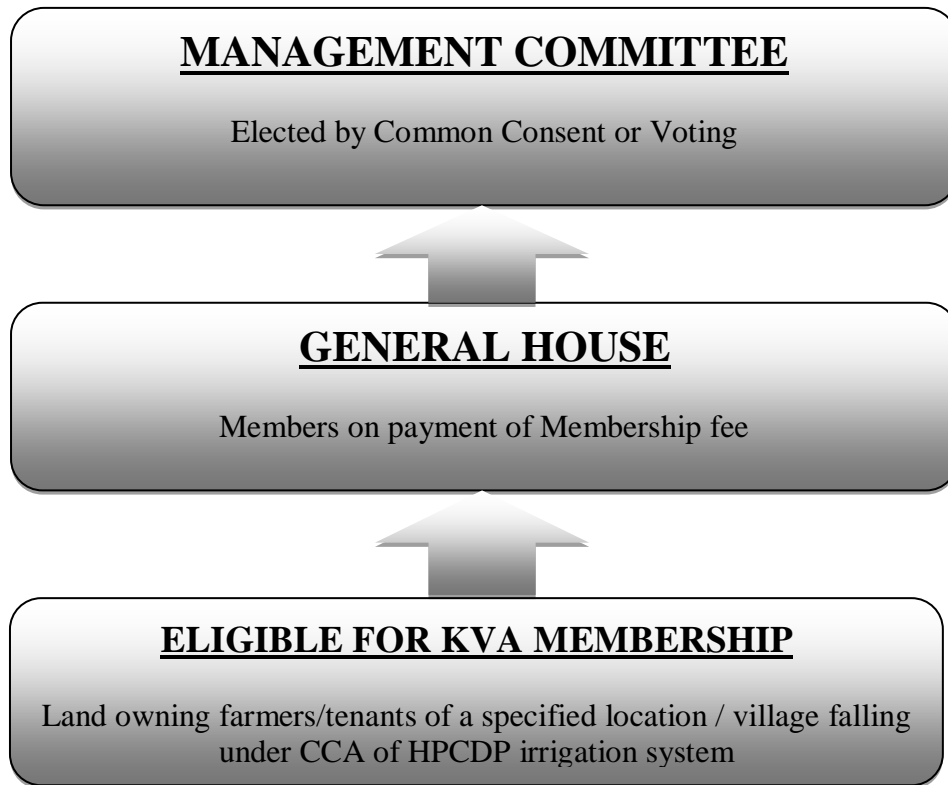 MANAGEMENT COMMITTEE
Elected by Common Consent or Voting
GENERAL HOUSE
Members on payment of Membership fee
ELIGIBLE FOR KVA MEMBERSHIP
Land owning farmers/tenants of a specified location / village falling
under CCA of HPCDP irrigation system